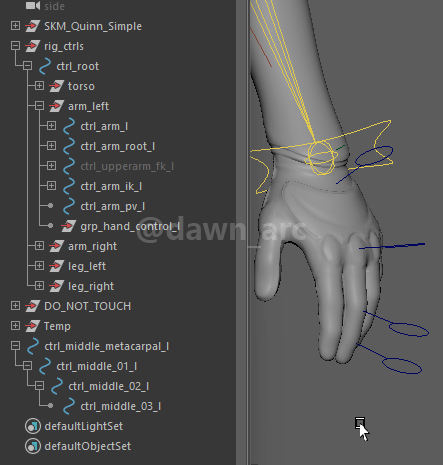 side
SKM_Quinn_Simple
rig_ctrls
ctrl_root
torso
arm_left
ctrl_arm_l
ctrl_arm_root_l
ctrl_upperarm_fk_l
ctrl_arm_ik_l
ctrl_arm_pv_l
grp_hand_control_l
@dawn_arc
arm_right
leg_left
leg_right
DO_NOT_TOUCH
Temp
ctrl_middle_metacarpal_l
ctrl_middle_01_l
ctrl_middle_02_l
ctrl_middle_03_l
defaultLightSet
defaultObjectSet